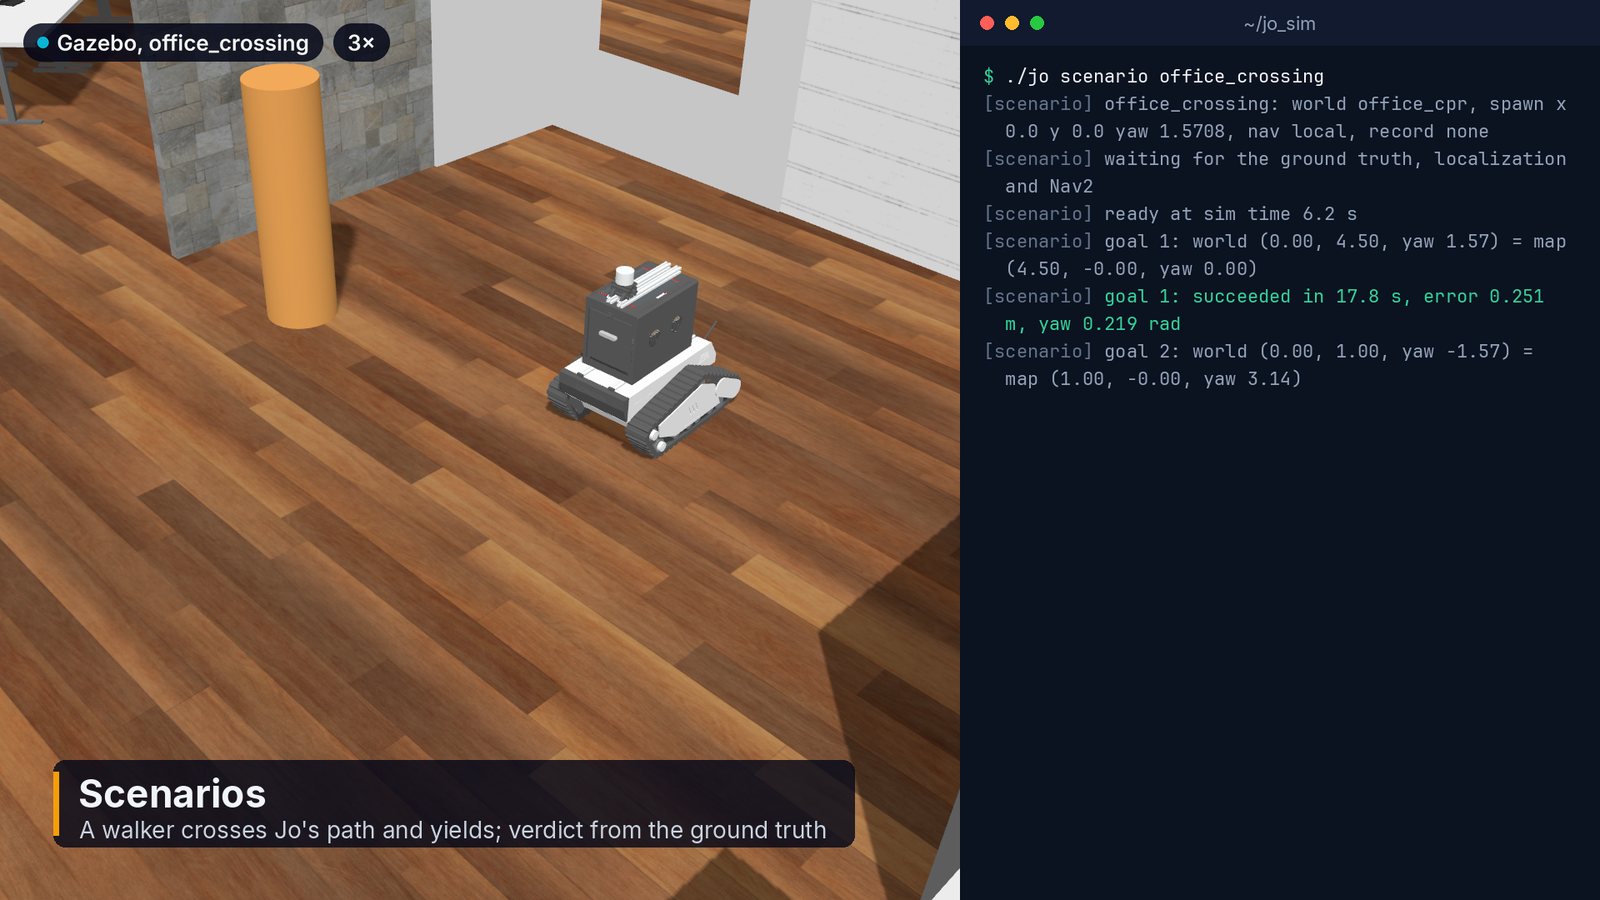 Gazebo, office_crossing
3×
Scenarios
A walker crosses Jo's path and yields; verdict from the ground truth
~/jo_sim
$ ./jo scenario office_crossing
[scenario] office_crossing: world office_cpr, spawn x
0.0 y 0.0 yaw 1.5708, nav local, record none
[scenario] waiting for the ground truth, localization
and Nav2
[scenario] ready at sim time 6.2 s
[scenario] goal 1: world (0.00, 4.50, yaw 1.57) = map
(4.50, -0.00, yaw 0.00)
[scenario] goal 1: succeeded in 17.8 s, error 0.251
m, yaw 0.219 rad
[scenario] goal 2: world (0.00, 1.00, yaw -1.57) =
map (1.00, -0.00, yaw 3.14)